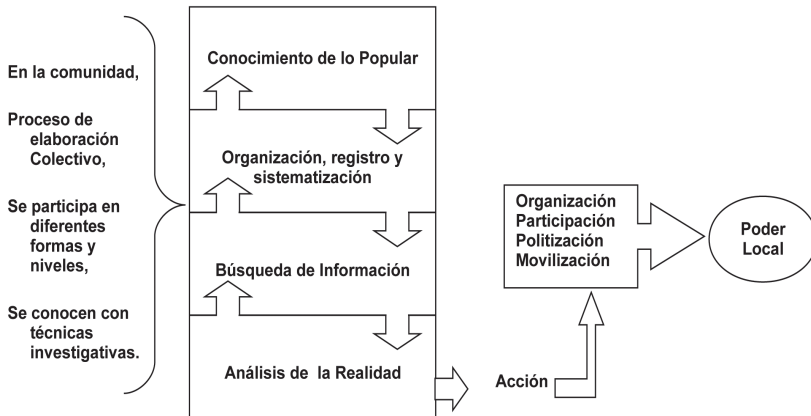 En la comunidad,
Proceso de
elaboración
Colectivo,
Se participa en
diferentes
formas y
niveles,
Se conocen con
técnicas
investigativas.
Conocimiento de lo Popular
Organización, registro y
sistematización
Búsqueda de Información
Análisis de la Realidad
Acción
Organización
Participación
Politización
Movilización
Poder
Local